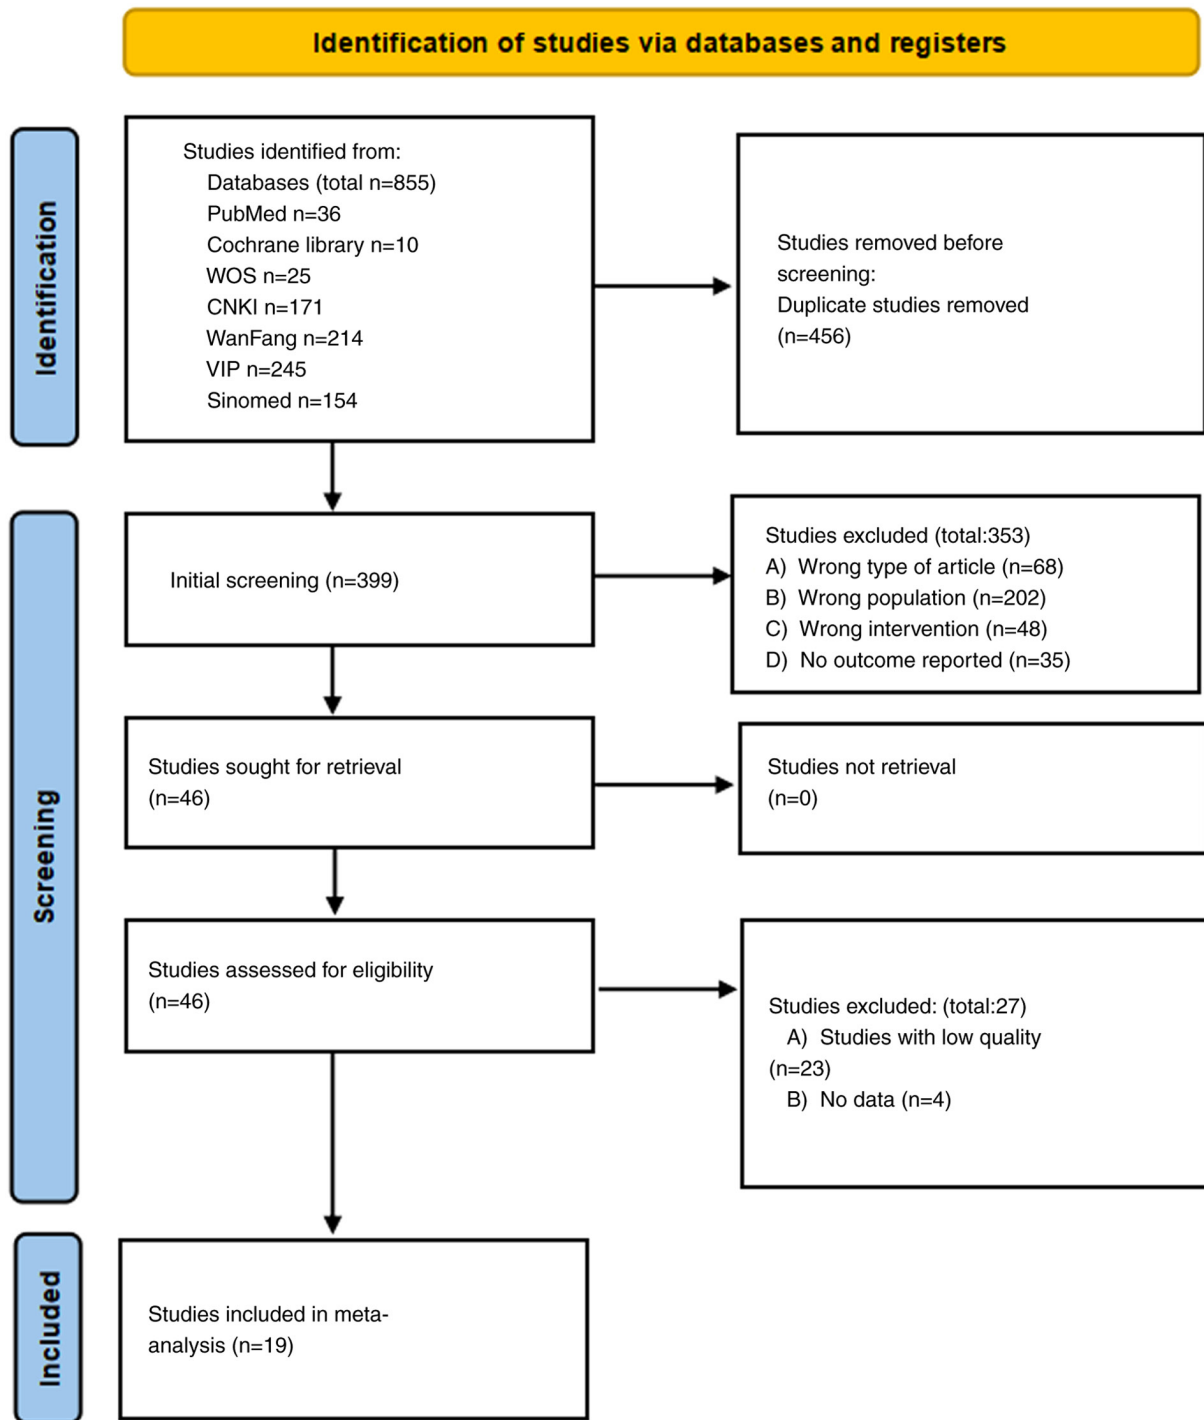 Identification of studies via databases and registers
Identification
Studies identified from:
Databases (total n=855)
PubMed n=36
Cochrane library n=10
WOS n=25
CNKI n=171
WanFang n=214
VIP n=245
Sinomed n=154
Studies removed before
screening:
Duplicate studies removed
(n=456)
Screening
Initial screening (n=399)
Studies excluded (total:353)
A) Wrong type of article (n=68)
B) Wrong population (n=202)
C) Wrong intervention (n=48)
D) No outcome reported (n=35)
Studies sought for retrieval
(n=46)
Studies not retrieval
(n=0)
Studies assessed for eligibility
(n=46)
Studies excluded: (total:27)
A) Studies with low quality
(n=23)
B) No data (n=4)
Included
Studies included in meta-
analysis (n=19)